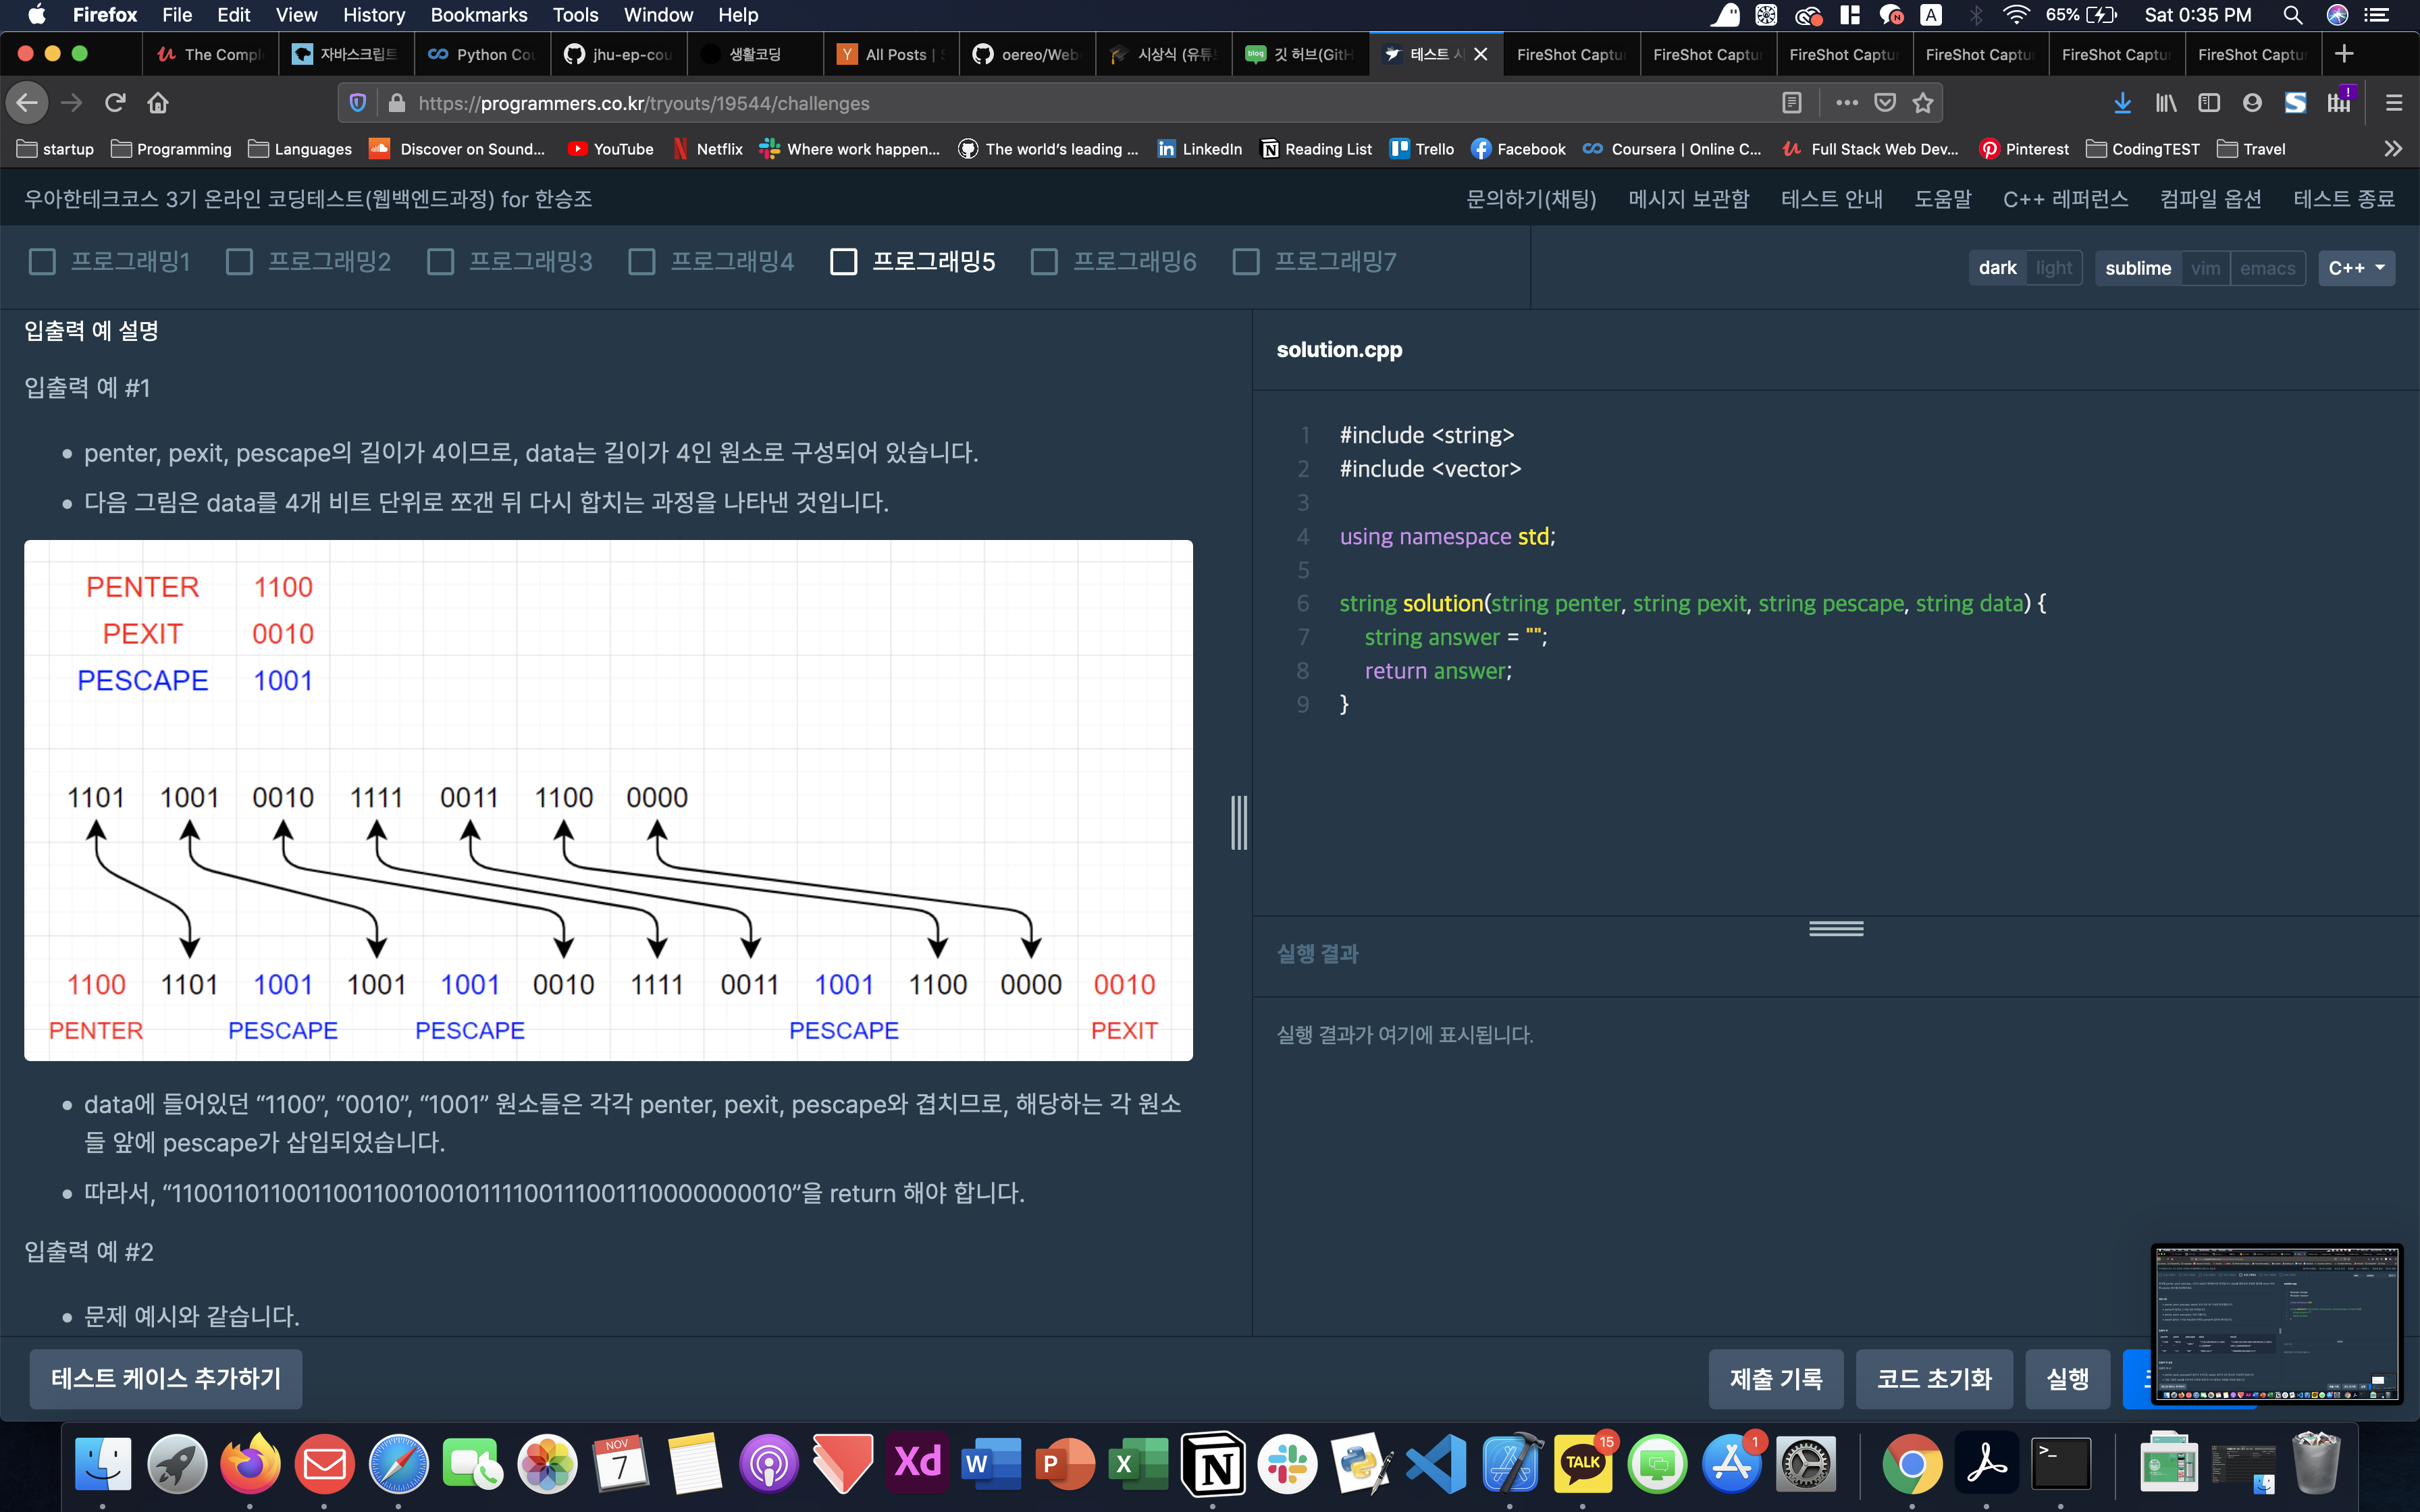 Firefox File Edit View History Bookmarks Tools Window Help
A 65% Sat 0:35 PM
The Compl 자바스크립트 Python Cou jhu-ep-cou 생활코딩 All Posts | oereo/Web 시상식 (유튜 깃 허브(GitH 테스트 FireShot Captu FireShot Captu FireShot Captu FireShot Captu FireShot Captu FireShot Captu
https://programmers.co.kr/tryouts/19544/challenges
startup Programming Languages Discover on Sound... YouTube Netflix Where work happen... The world's leading ... LinkedIn Reading List Trello Facebook Coursera | Online C... Full Stack Web Dev... Pinterest CodingTEST Travel
우아한테크코스 3기 온라인 코딩테스트(웹백엔드과정) for 한승조
문의하기(채팅) 메시지 보관함 테스트 안내 도움말 C++ 레퍼런스 컴파일 옵션 테스트 종료
프로그래밍1 프로그래밍2 프로그래밍3 프로그래밍4 프로그래밍5 프로그래밍6 프로그래밍7
dark light sublime vim emacs C++
입출력 예 설명
입출력 예 #1
penter, pexit, pescape의 길이가 4이므로, data는 길이가 4인 원소로 구성되어 있습니다.
다음 그림은 data를 4개 비트 단위로 쪼갠 뒤 다시 합치는 과정을 나타낸 것입니다.
PENTER 1100
PEXIT 0010
PESCAPE 1001
1101 1001 0010 1111 0011 1100 0000
1100 1101 1001 1001 1001 0010 1111 0011 1001 1100 0000 0010
PENTER PESCAPE PESCAPE PESCAPE PEXIT
data에 들어있던 “1100”, “0010”, “1001” 원소들은 각각 penter, pexit, pescape와 겹치므로, 해당하는 각 원소
들 앞에 pescape가 삽입되었습니다.
따라서, “110011011001100110010010111100111001110000000010”을 return 해야 합니다.
입출력 예 #2
문제 예시와 같습니다.
solution.cpp
1 #include <string>
2 #include <vector>
3
4 using namespace std;
5
6 string solution(string penter, string pexit, string pescape, string data) {
7 string answer = "";
8 return answer;
9 }
실행 결과
실행 결과가 여기에 표시됩니다.
테스트 케이스 추가하기
제출 기록 코드 초기화 실행
NOV
7
Xd W P X TALK 15 1